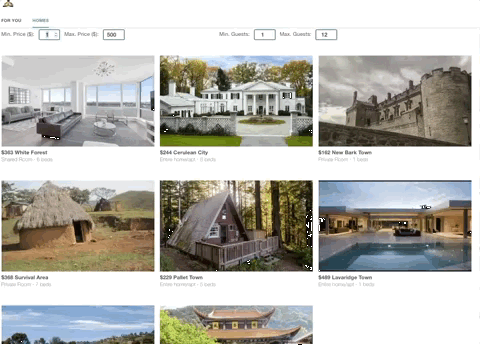 FOR YOU HOMES
Min. Price ($): 1 Max. Price ($): 500 Min. Guests: 1 Max. Guests: 12
$363 White Forest
Shared Room · 6 beds
$244 Cerulean City
Entire home/apt · 5 beds
$162 New Bark Town
Private Room · 1 beds
$368 Survival Area
Private Room · 1 beds
$229 Pallet Town
Entire home/apt · 5 beds
$489 Lavaridge Town
Entire home/apt · 1 beds